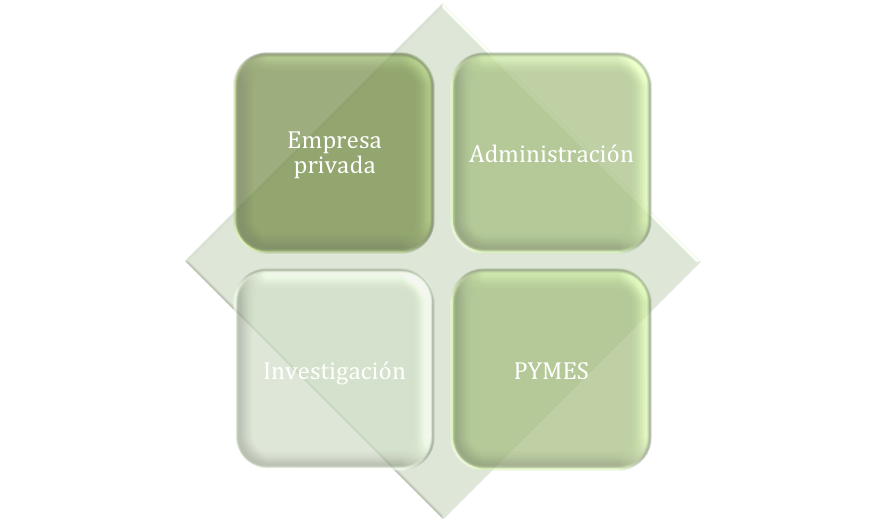 Empresa
privada
Administración
Investigación
PYMES